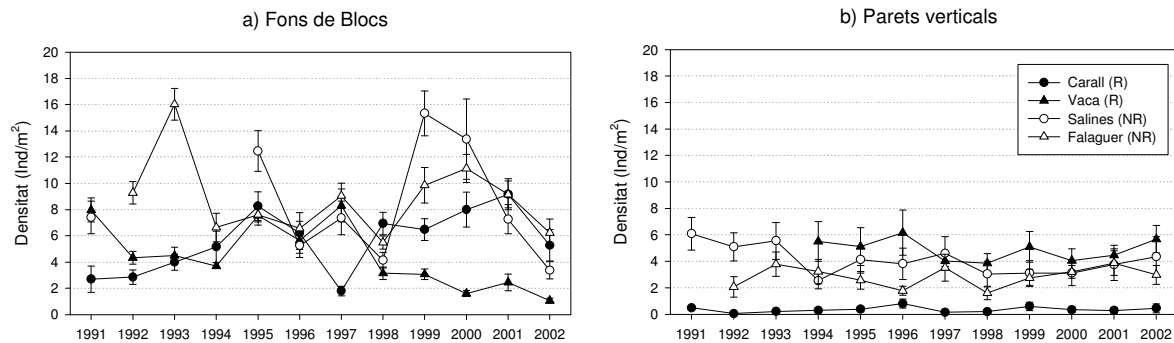 a) Fons de Blocs
Densitat (Ind/m²)
20
18
16
14
12
10
8
6
4
2
0
1991 1992 1993 1994 1995 1996 1997 1998 1999 2000 2001 2002
b) Parets verticals
Densitat (Ind/m²)
20
18
16
14
12
10
8
6
4
2
0
Carall (R)
Vaca (R)
Salines (NR)
Falaguer (NR)
1991 1992 1993 1994 1995 1996 1997 1998 1999 2000 2001 2002